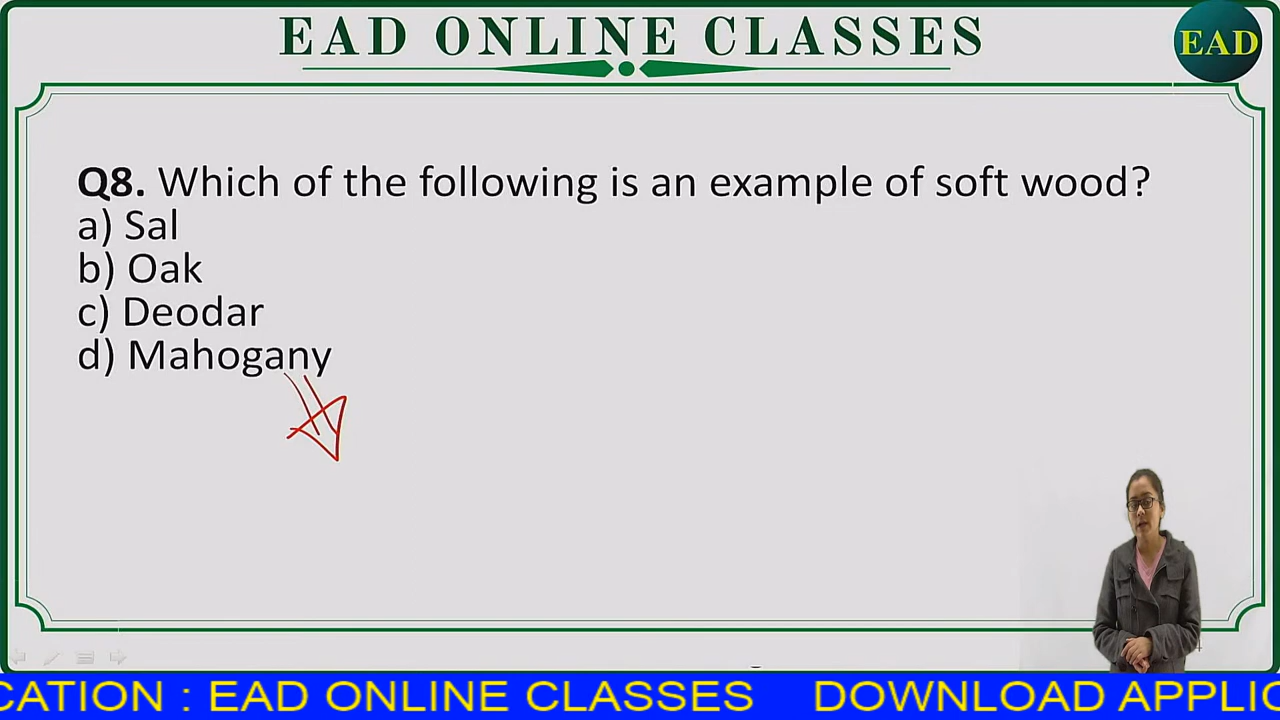 EAD ONLINE CLASSES
EAD
Q8. Which of the following is an example of soft wood?
a) Sal
b) Oak
c) Deodar
d) Mahogany
CATION : EAD ONLINE CLASSES DOWNLOAD APPLIC